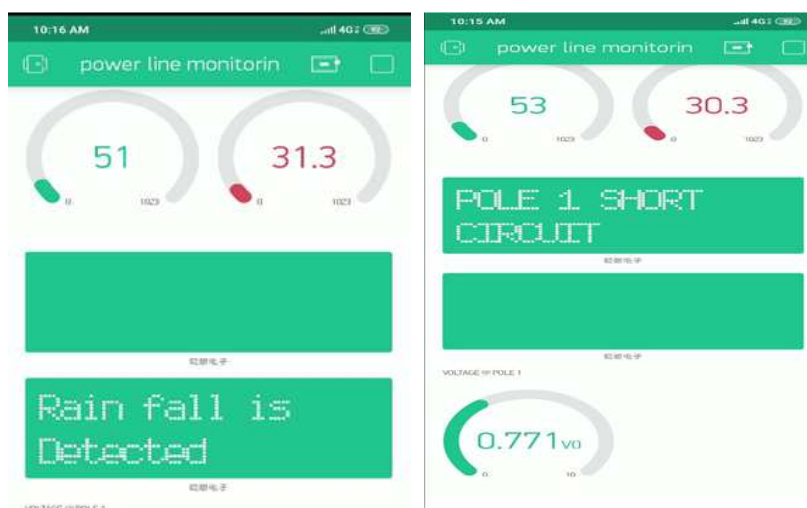 10:16 AM
4G
power line monitorin
51
31.3
0
1023
0
1023
Rain fall is
Detected
10:15 AM
4G
power line monitorin
53
30.3
0
1023
0
1023
POLE 1 SHORT
CIRCUIT
VOLTAGE @ POLE 1
0.771
0
10